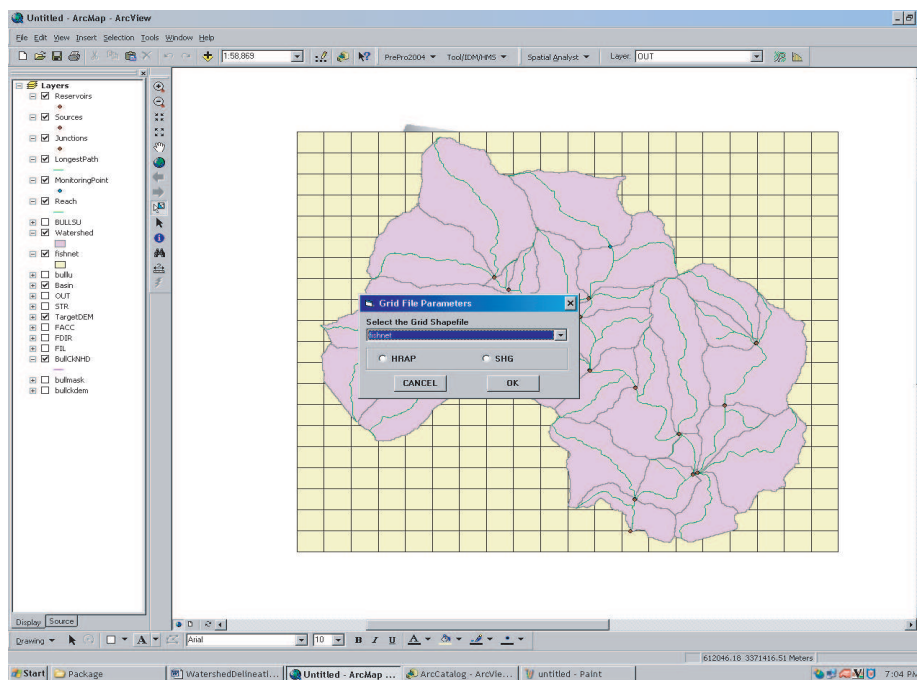 Untitled - ArcMap - ArcView
File Edit View Insert Selection Tools Window Help
1:58,869 PrePro2004 Tool/IDM/HMS Spatial Analyst Layer: OUT
Layers
Reservoirs
Sources
Junctions
LongestPath
MonitoringPoint
Reach
BULLSU
Watershed
fishnet
bulllu
Basin
OUT
STR
TargetDEM
FACC
FDIR
FIL
BullCkNHD
bullmask
bullckdem
Grid File Parameters
Select the Grid Shapefile
fishnet
HRAP SHG
CANCEL OK
Display Source
Drawing A Arial 10 B I U A
612046.18 3371416.51 Meters
Start Package WatershedDelineati... Untitled - ArcMap ... ArcCatalog - ArcVie... untitled - Paint 7:04 PM